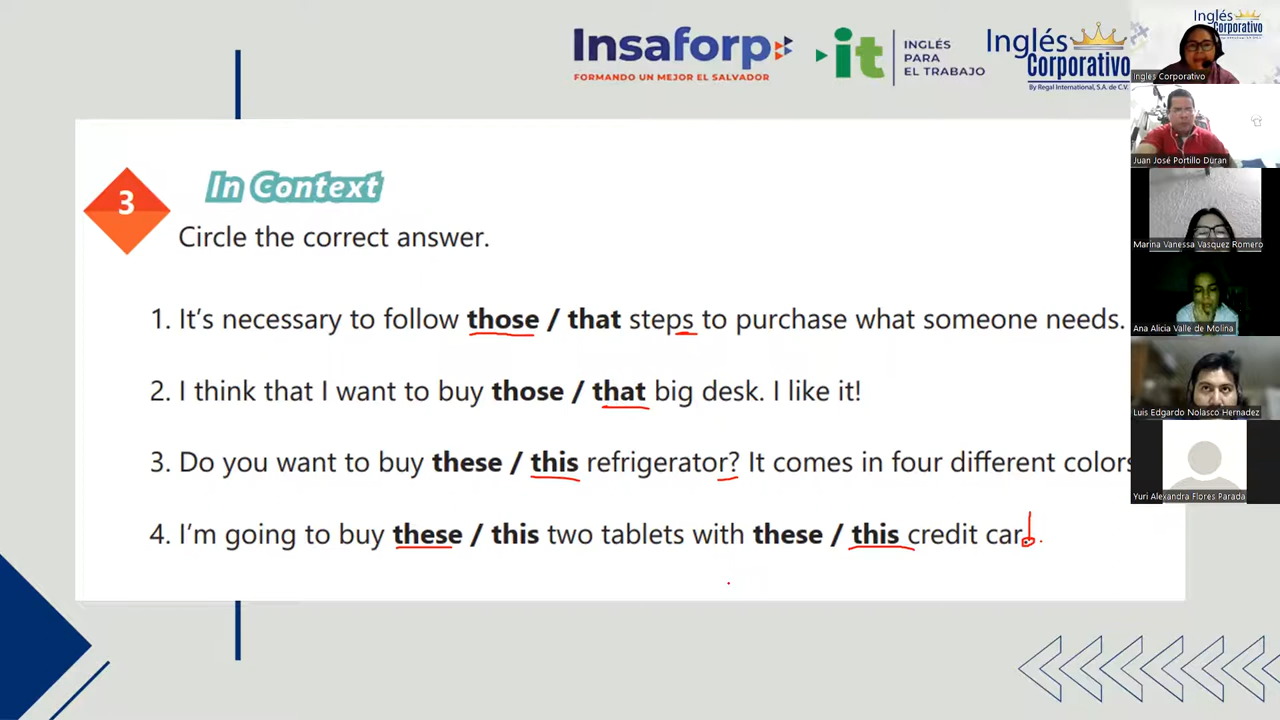 Insaforp
FORMANDO UN MEJOR EL SALVADOR
it
INGLÉS
PARA
EL TRABAJO
Inglés
Corporativo
By Regal International, S.A. de C.V.
Inglés
Corporativo
Ingles Corporativo
Juan José Portillo Duran
Marina Vanessa Vasquez Romero
Ana Alicia Valle de Molina
Luis Edgardo Nolasco Hernadez
Yuri Alexandra Flores Parada
3
In Context
Circle the correct answer.
1. It's necessary to follow those / that steps to purchase what someone needs.
2. I think that I want to buy those / that big desk. I like it!
3. Do you want to buy these / this refrigerator? It comes in four different colors
4. I'm going to buy these / this two tablets with these / this credit card.